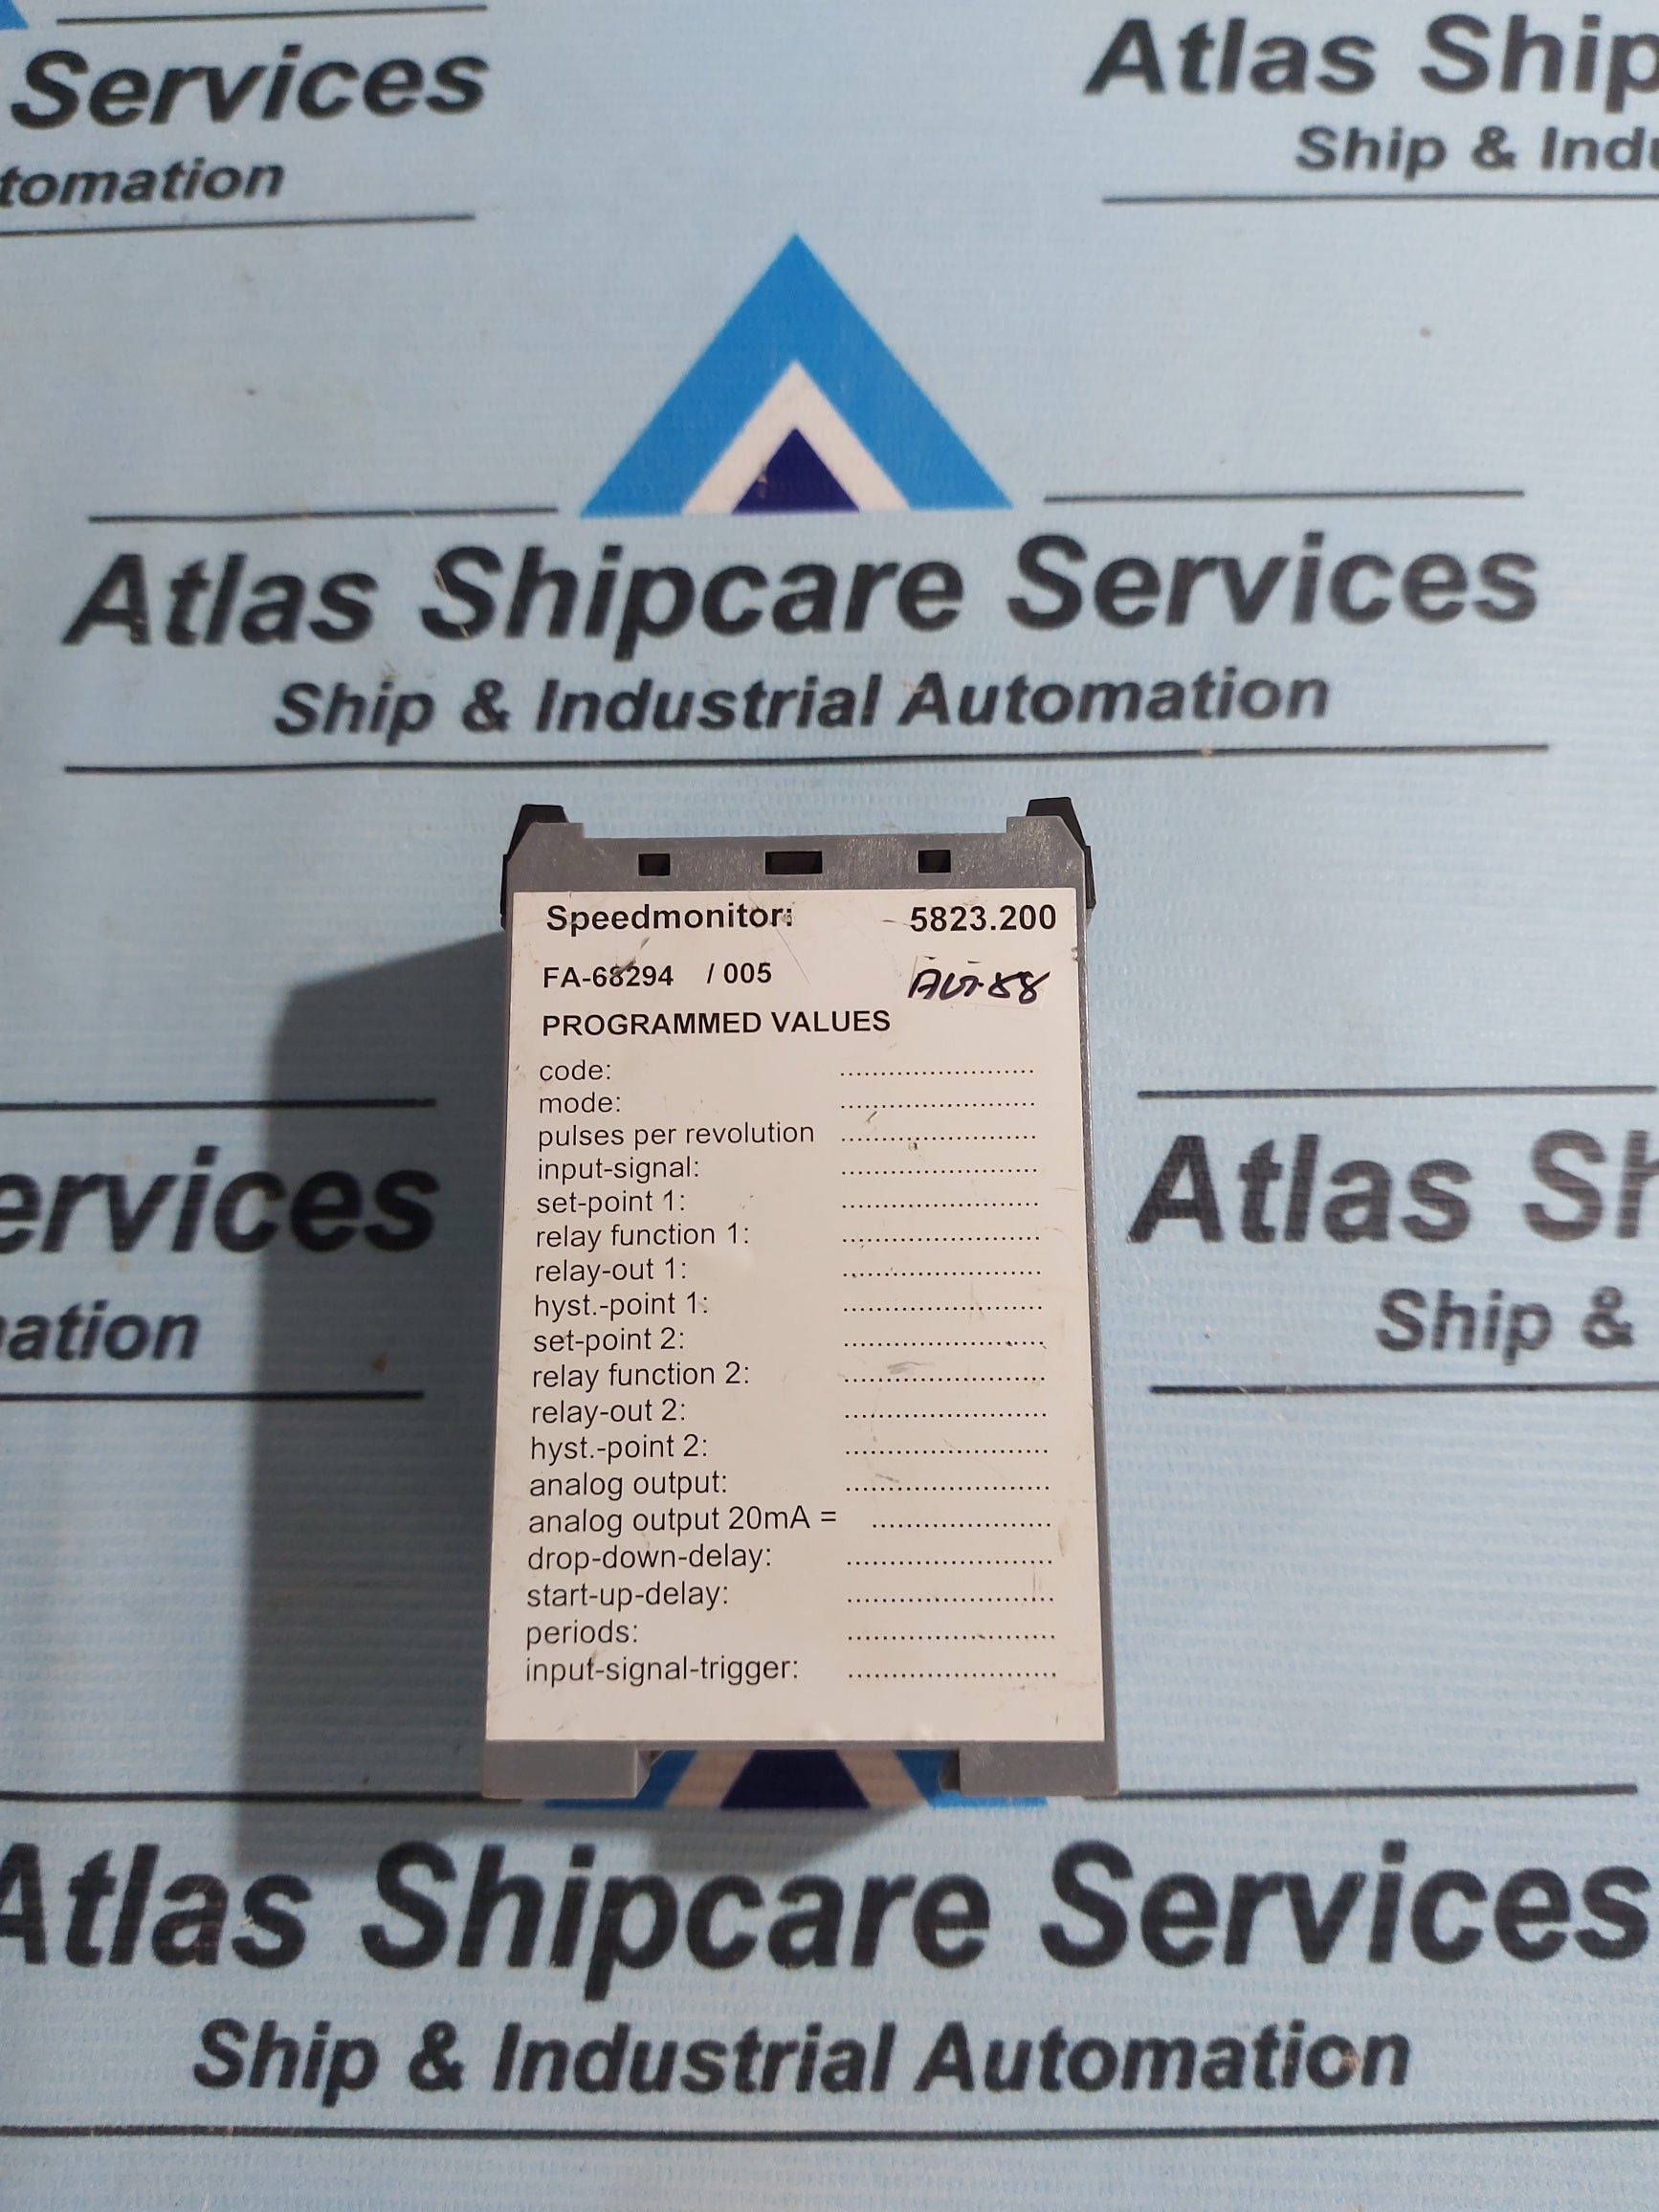 Services
tomation
Atlas Ship
Ship & Indu
Atlas Shipcare Services
Ship & Industrial Automation
Speedmonitor: 5823.200
FA-68294 / 005
PROGRAMMED VALUES
code: ........................
mode: ........................
pulses per revolution ........................
input-signal: ........................
set-point 1: ........................
relay function 1: ........................
relay-out 1: ........................
hyst.-point 1: ........................
set-point 2: ........................
relay function 2: ........................
relay-out 2: ........................
hyst.-point 2: ........................
analog output: ........................
analog output 20mA = ......................
drop-down-delay: ........................
start-up-delay: ........................
periods: ........................
input-signal-trigger: ........................
ervices
ation
Atlas Sh
Ship &
Atlas Shipcare Services
Ship & Industrial Automation